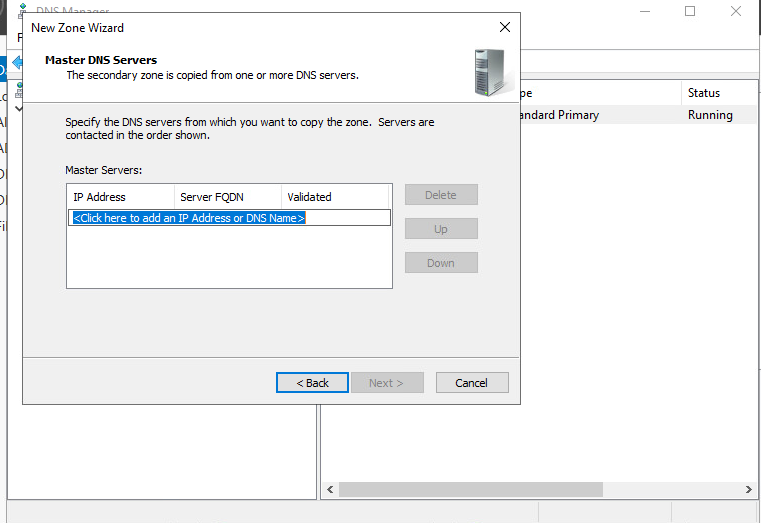 DNS Manager
New Zone Wizard
Master DNS Servers
The secondary zone is copied from one or more DNS servers.
Specify the DNS servers from which you want to copy the zone. Servers are
contacted in the order shown.
Master Servers:
IP Address Server FQDN Validated
<Click here to add an IP Address or DNS Name>
Delete
Up
Down
< Back Next > Cancel
Status
andard Primary Running